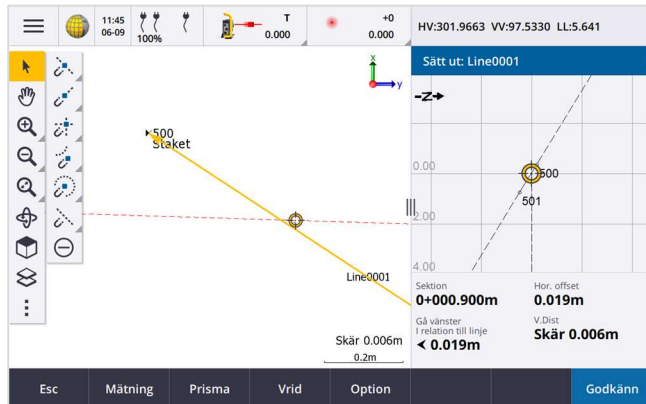 11:45
06-09
100%
T
0.000
+0
0.000
HV:301.9663 VV:97.5330 LL:5.641
Sätt ut: Line0001
x
y
500
Staket
Line0001
Skär 0.006m
0.2m
-Z→
0.00
500
501
2.00
4.00
Sektion
0+000.900m
Hor. offset
0.019m
Gå vänster
I relation till linje
0.019m
V.Dist
Skär 0.006m
Esc
Mätning
Prisma
Vrid
Option
Godkänn